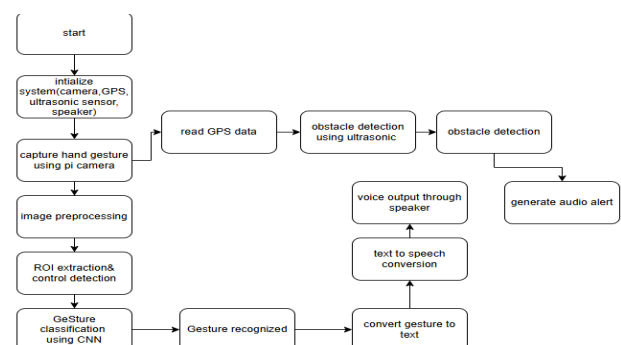 start
intialize
system(camera,GPS,
ultrasonic sensor,
speaker)
capture hand gesture
using pi camera
read GPS data
obstacle detection
using ultrasonic
obstacle detection
generate audio alert
image preprocessing
ROI extraction&
control detection
GeSture
classification
using CNN
Gesture recognized
convert gesture to
text
text to speech
conversion
voice output through
speaker